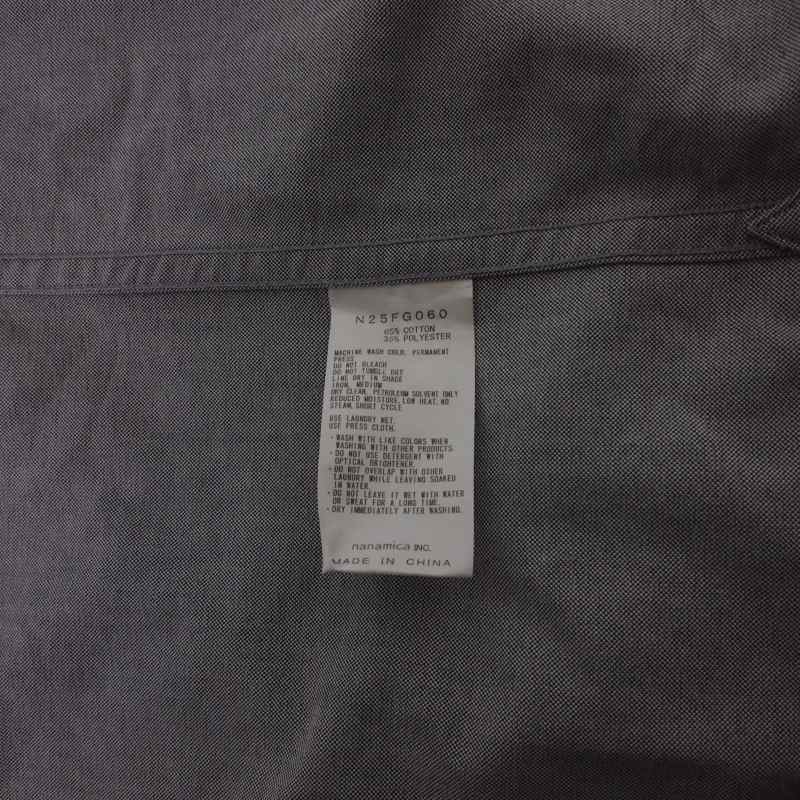 N25FG060
65% COTTON
35% POLYESTER
MACHINE WASH COLD, PERMANENT
PRESS
DO NOT BLEACH
DO NOT TUMBLE DRY
LINE DRY IN SHADE
IRON, MEDIUM
DRY CLEAN, PETROLEUM SOLVENT ONLY
REDUCED MOISTURE, LOW HEAT, NO
STEAM, SHORT CYCLE
USE LAUNDRY NET.
USE PRESS CLOTH.
・WASH WITH LIKE COLORS WHEN
WASHING WITH OTHER PRODUCTS.
・DO NOT USE DETERGENT WITH
OPTICAL BRIGHTENER.
・DO NOT OVERLAP WITH OTHER
LAUNDRY WHILE LEAVING SOAKED
IN WATER.
・DO NOT LEAVE IT WET WITH WATER
OR SWEAT FOR A LONG TIME.
・DRY IMMEDIATELY AFTER WASHING.
nanamica INC.
MADE IN CHINA